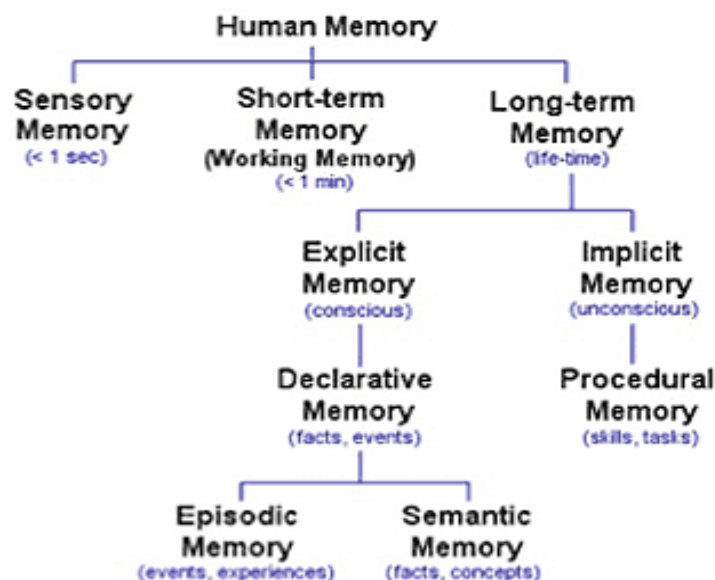 Human Memory
Sensory Memory
(< 1 sec)
Short-term Memory
(Working Memory)
(< 1 min)
Long-term Memory
(life-time)
Explicit Memory
(conscious)
Implicit Memory
(unconscious)
Declarative Memory
(facts, events)
Procedural Memory
(skills, tasks)
Episodic Memory
(events, experiences)
Semantic Memory
(facts, concepts)